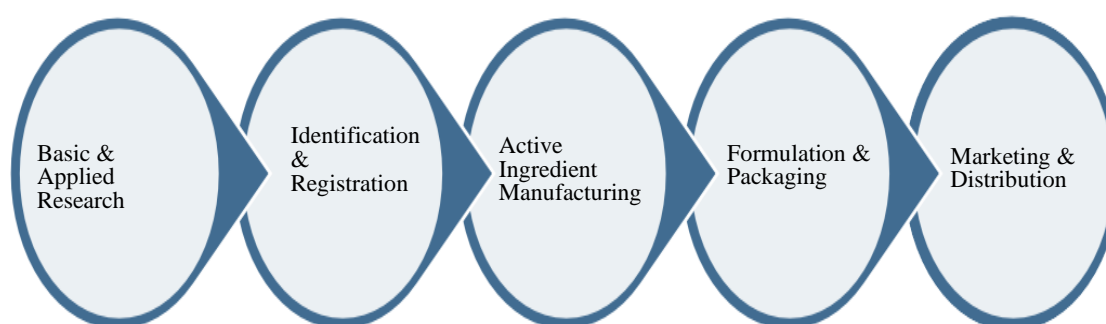 Basic &
Applied
Research
Identification
&
Registration
Active
Ingredient
Manufacturing
Formulation &
Packaging
Marketing &
Distribution